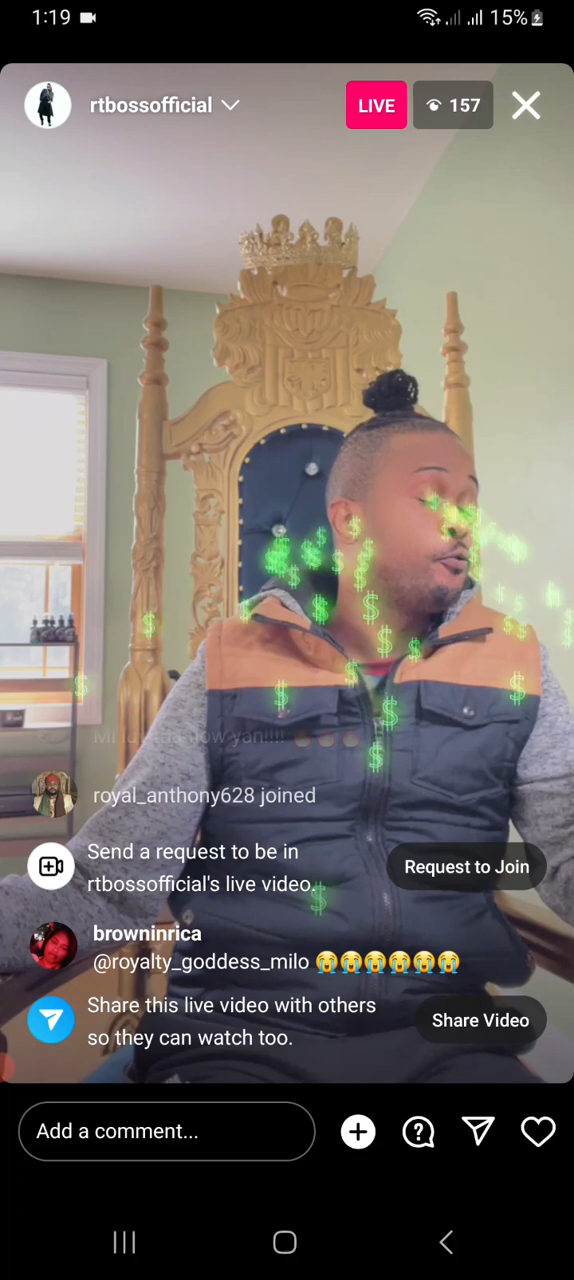 1:19
15%
rtbossofficial
LIVE
157
royal_anthony628 joined
Send a request to be in
rtbossofficial's live video.
Request to Join
browninrica
@royalty_goddess_milo 😭😭😭😭😭😭
Share this live video with others
so they can watch too.
Share Video
Add a comment...